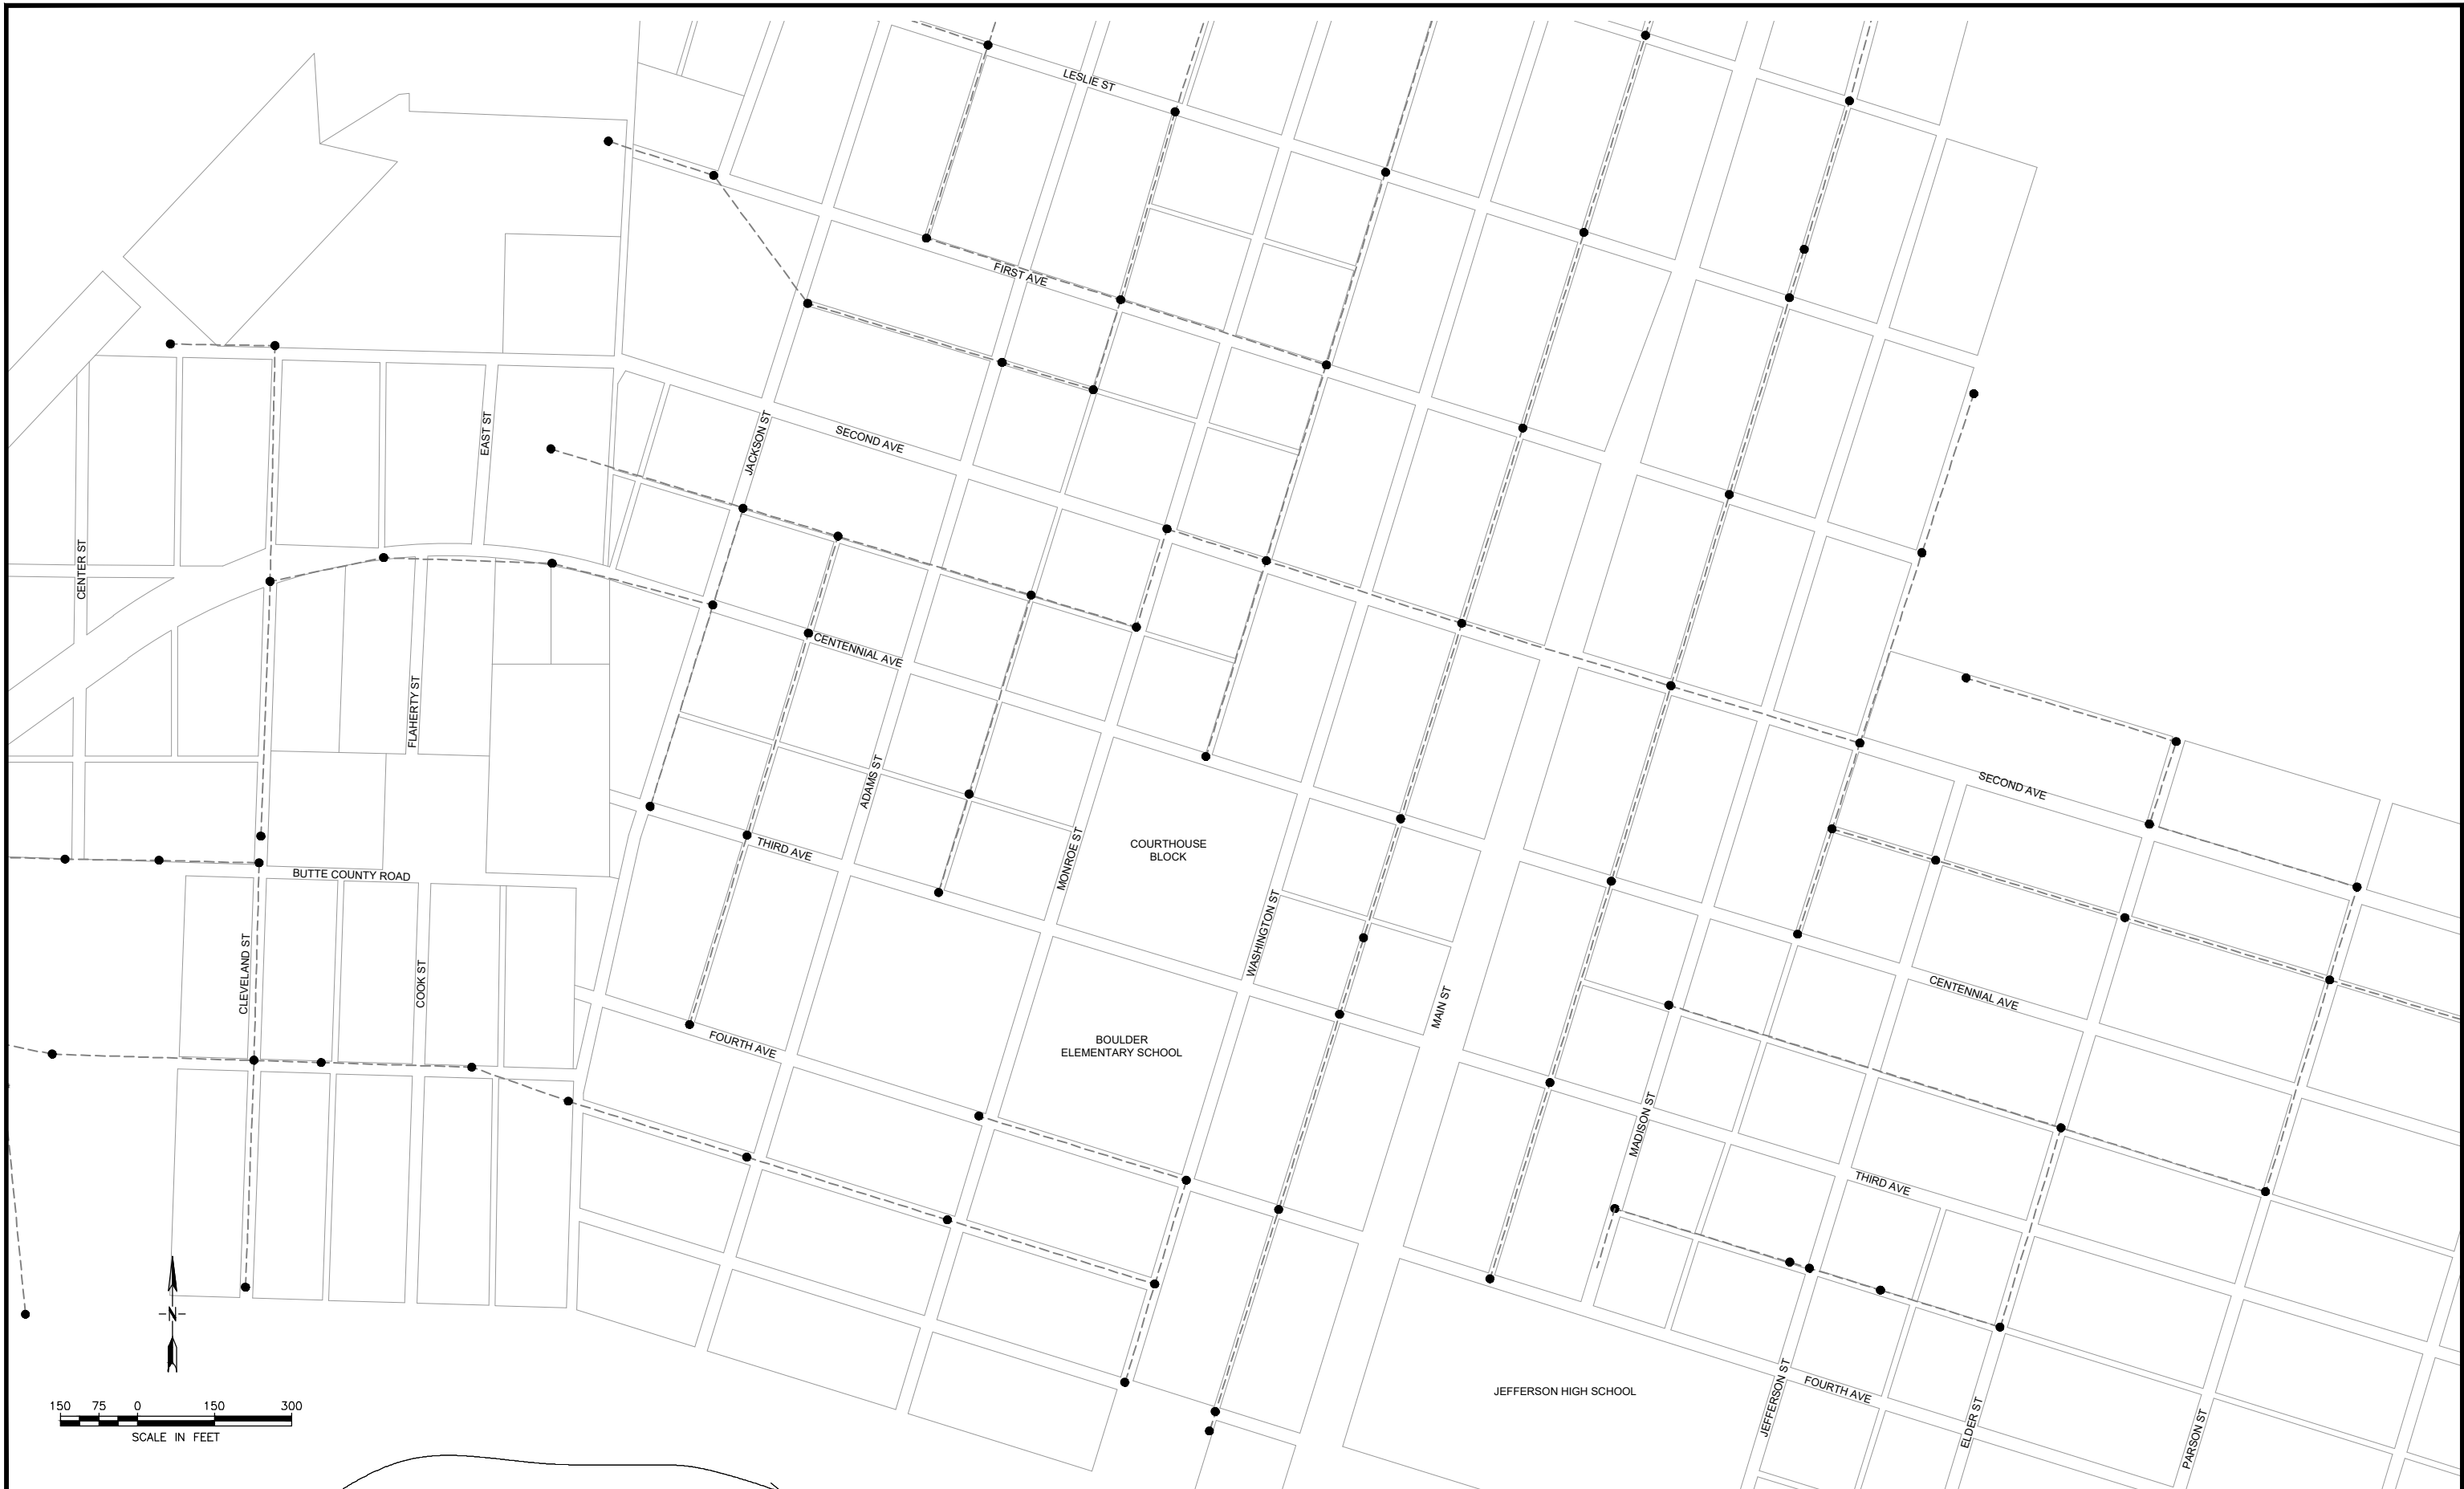 LESLIE ST
FIRST AVE
JACKSON ST
EAST ST
SECOND AVE
CENTER ST
CENTENNIAL AVE
FLAHERTY ST
ADAMS ST
SECOND AVE
MONROE ST
THIRD AVE
COURTHOUSE
BLOCK
BUTTE COUNTY ROAD
WASHINGTON ST
CLEVELAND ST
COOK ST
MAIN ST
CENTENNIAL AVE
FOURTH AVE
BOULDER
ELEMENTARY SCHOOL
MADISON ST
THIRD AVE
N
JEFFERSON HIGH SCHOOL
JEFFERSON ST
FOURTH AVE
ELDER ST
PARSON ST
150 75 0 150 300
SCALE IN FEET